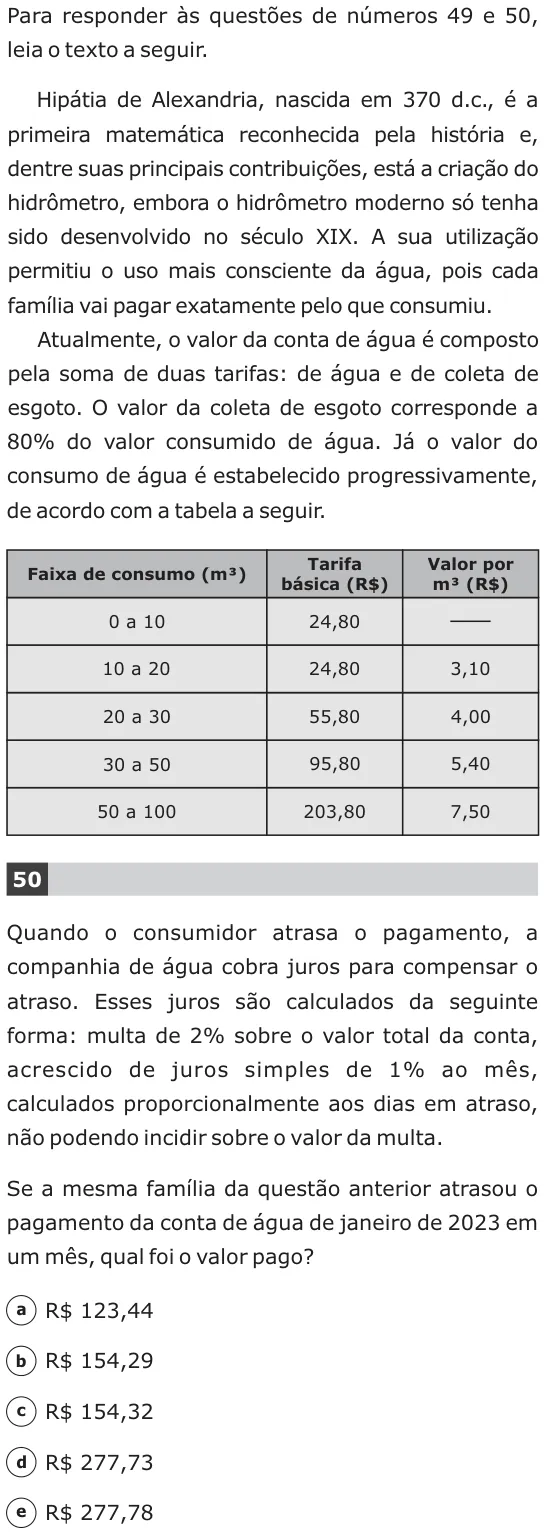 Para responder às questões de números 49 e 50,
leia o texto a seguir.
Hipátia de Alexandria, nascida em 370 d.c., é a
primeira matemática reconhecida pela história e,
dentre suas principais contribuições, está a criação do
hidrômetro, embora o hidrômetro moderno só tenha
sido desenvolvido no século XIX. A sua utilização
permitiu o uso mais consciente da água, pois cada
família vai pagar exatamente pelo que consumiu.
Atualmente, o valor da conta de água é composto
pela soma de duas tarifas: de água e de coleta de
esgoto. O valor da coleta de esgoto corresponde a
80% do valor consumido de água. Já o valor do
consumo de água é estabelecido progressivamente,
de acordo com a tabela a seguir.
Faixa de consumo (m³) Tarifa básica (R$) Valor por m³ (R$)
0 a 10 24,80 ——
10 a 20 24,80 3,10
20 a 30 55,80 4,00
30 a 50 95,80 5,40
50 a 100 203,80 7,50
50
Quando o consumidor atrasa o pagamento, a
companhia de água cobra juros para compensar o
atraso. Esses juros são calculados da seguinte
forma: multa de 2% sobre o valor total da conta,
acrescido de juros simples de 1% ao mês,
calculados proporcionalmente aos dias em atraso,
não podendo incidir sobre o valor da multa.
Se a mesma família da questão anterior atrasou o
pagamento da conta de água de janeiro de 2023 em
um mês, qual foi o valor pago?
a R$ 123,44
b R$ 154,29
c R$ 154,32
d R$ 277,73
e R$ 277,78